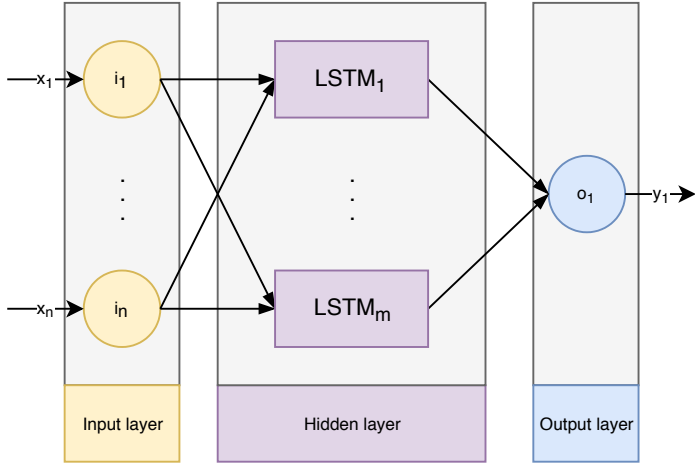 x₁
i₁
LSTM₁
.
.
.
.
.
.
o₁
y₁
xₙ
iₙ
LSTMₘ
Input layer
Hidden layer
Output layer